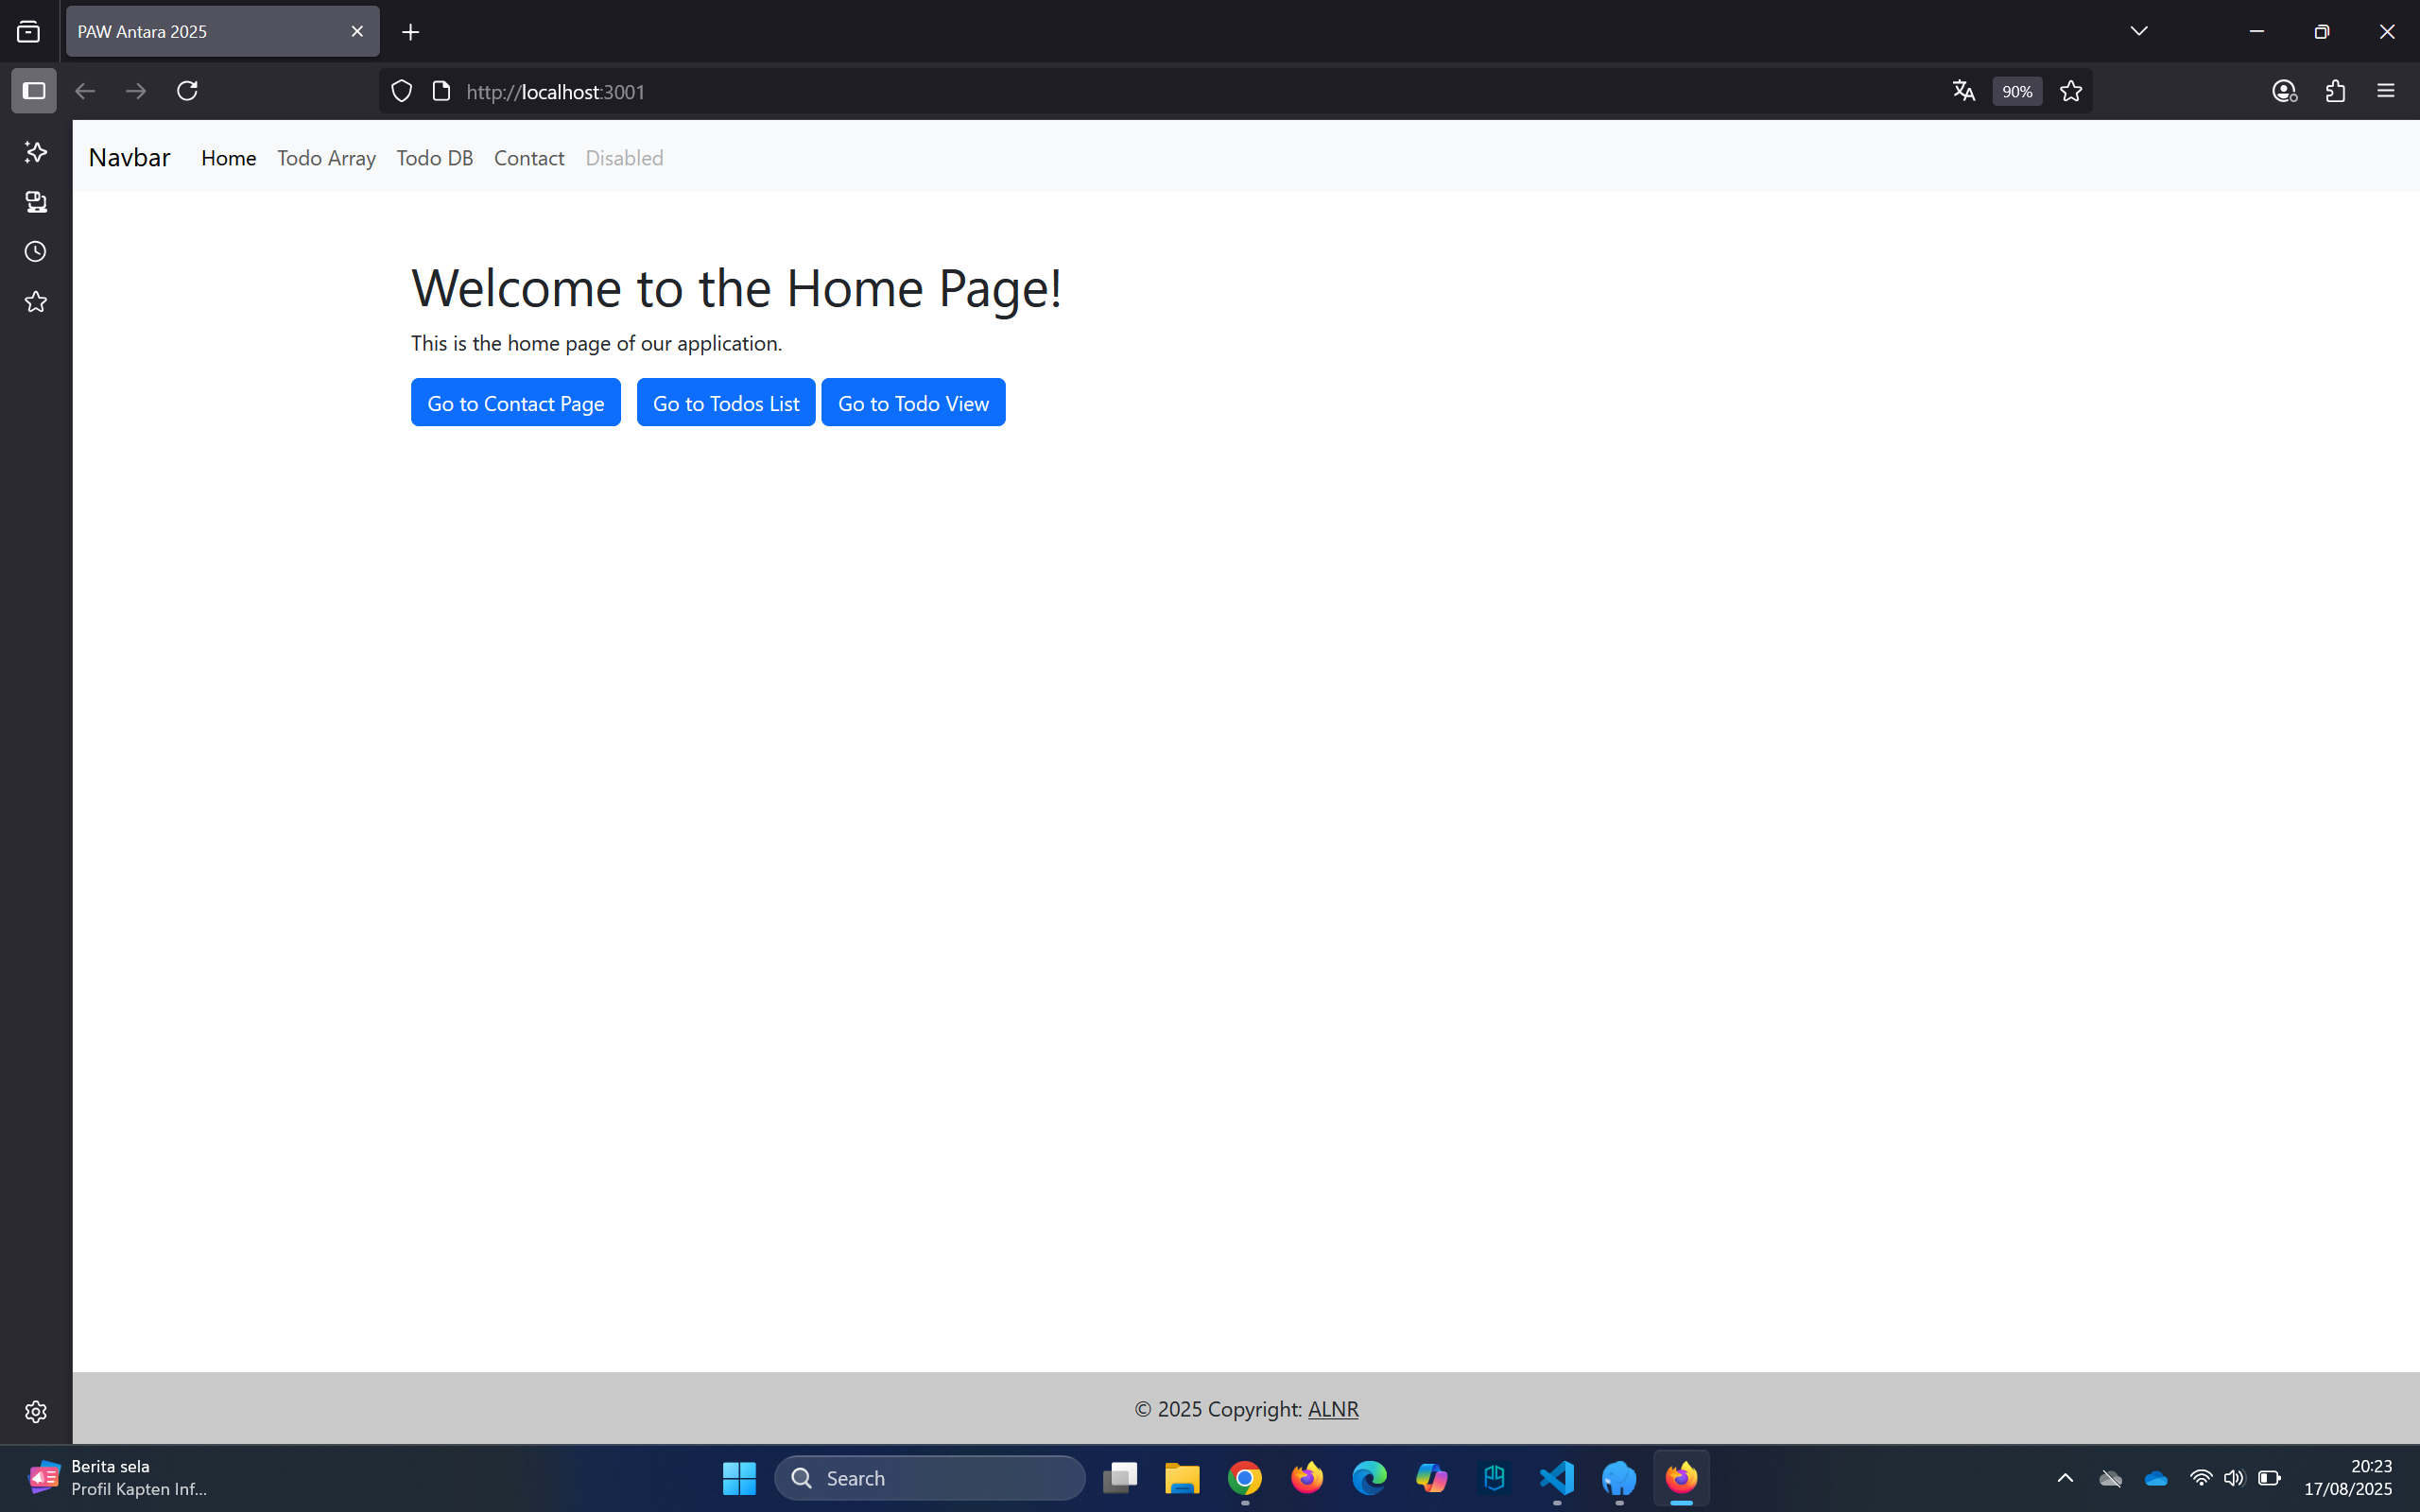 PAW Antara 2025
http://localhost:3001
90%
Navbar Home Todo Array Todo DB Contact Disabled
Welcome to the Home Page!
This is the home page of our application.
Go to Contact Page Go to Todos List Go to Todo View
© 2025 Copyright: ALNR
Berita sela
Profil Kapten Inf...
Search
20:23
17/08/2025